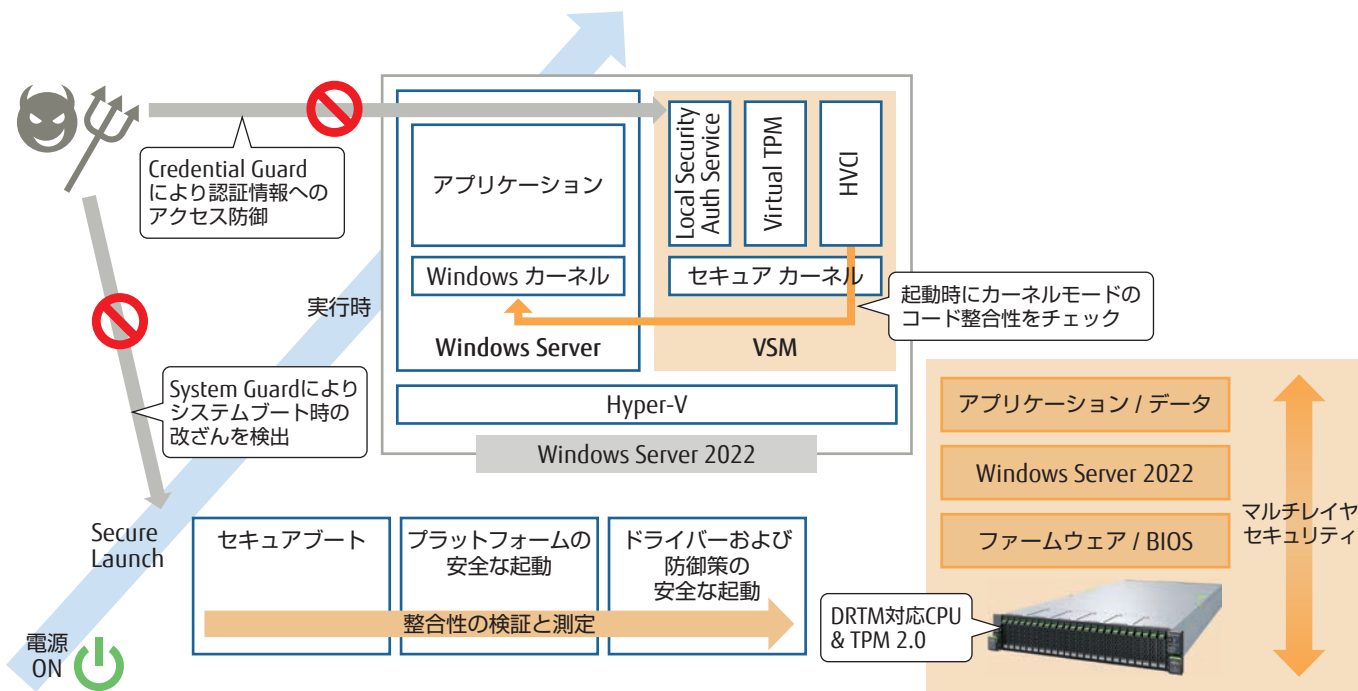 Credential Guard
により認証情報への
アクセス防御
アプリケーション
Local Security
Auth Service
Virtual TPM
HVCI
Windows カーネル
セキュア カーネル
起動時にカーネルモードの
コード整合性をチェック
実行時
Windows Server
VSM
System Guardにより
システムブート時の
改ざんを検出
Hyper-V
Windows Server 2022
アプリケーション / データ
Windows Server 2022
ファームウェア / BIOS
マルチレイヤ
セキュリティ
Secure
Launch
セキュアブート
プラットフォームの
安全な起動
ドライバーおよび
防御策の
安全な起動
整合性の検証と測定
DRTM対応CPU
& TPM 2.0
電源
ON